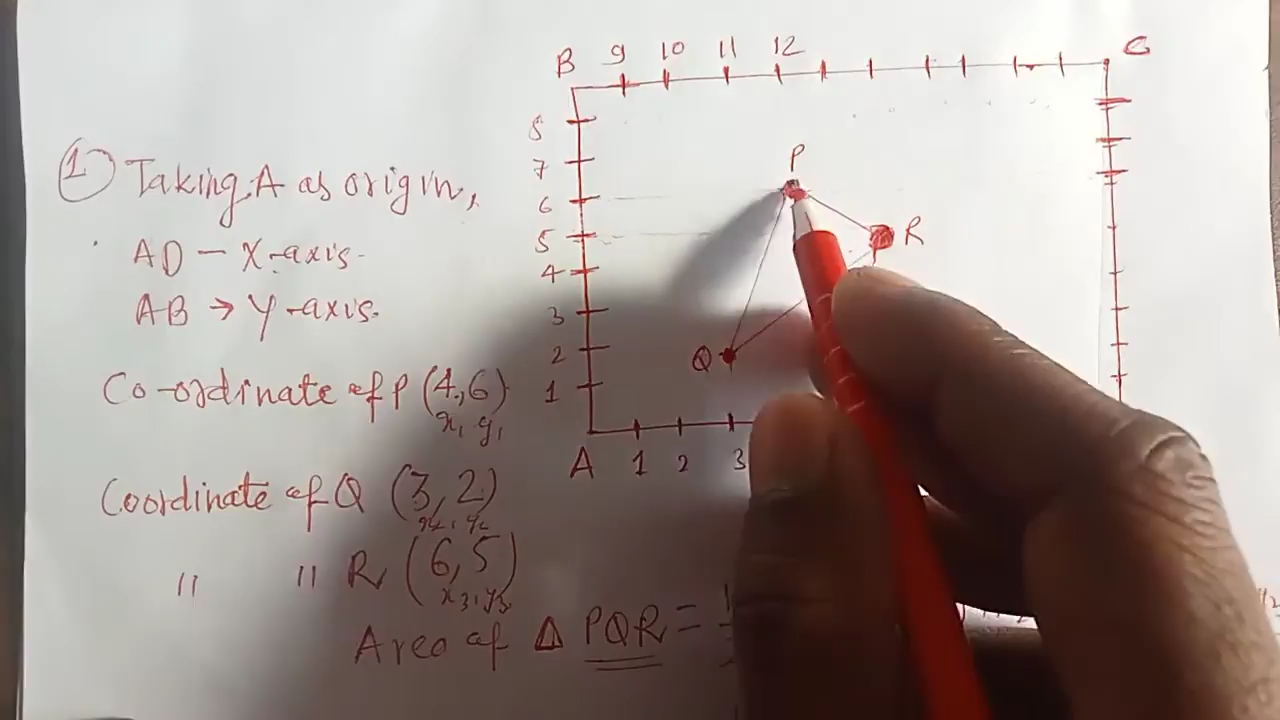 ① Taking A as origin,
AD — X-axis.
AB → Y-axis.
Co-ordinate of P (4,6)
x₁ y₁
Coordinate of Q (3,2)
x₂, y₂
" " R (6,5)
x₃, y₃
Area of Δ PQR =
B 9 10 11 12 C
8
7
6
5
4
3
2
1
A 1 2 3
P
R
Q